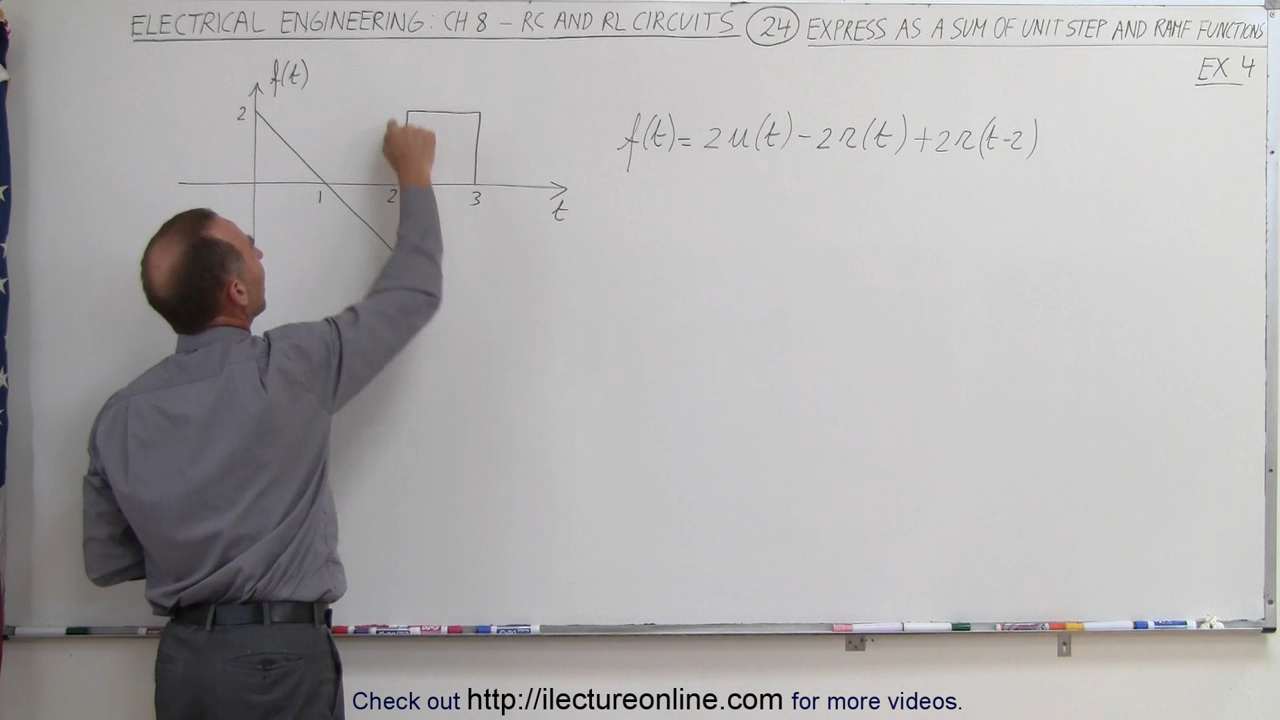 ELECTRICAL ENGINEERING: CH 8 - RC AND RL CIRCUITS 24 EXPRESS AS A SUM OF UNIT STEP AND RAMP FUNCTIONS
EX 4
f(t)
2
f(t) = 2u(t) - 2r(t) + 2r(t-2)
1 2 3
t
Check out http://ilectureonline.com for more videos.